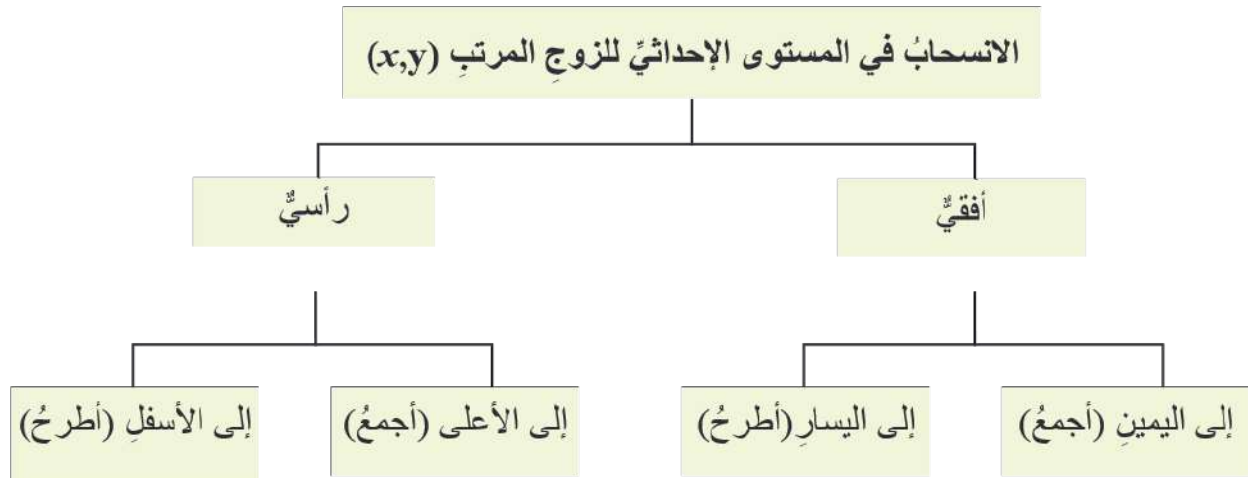 الانسحابُ في المستوى الإحداثيِّ للزوجِ المرتبِ (x,y)
أفقيٌّ
رأسيٌّ
إلى اليمينِ (أجمعُ)
إلى اليسارِ (أطرحُ)
إلى الأعلى (أجمعُ)
إلى الأسفلِ (أطرحُ)